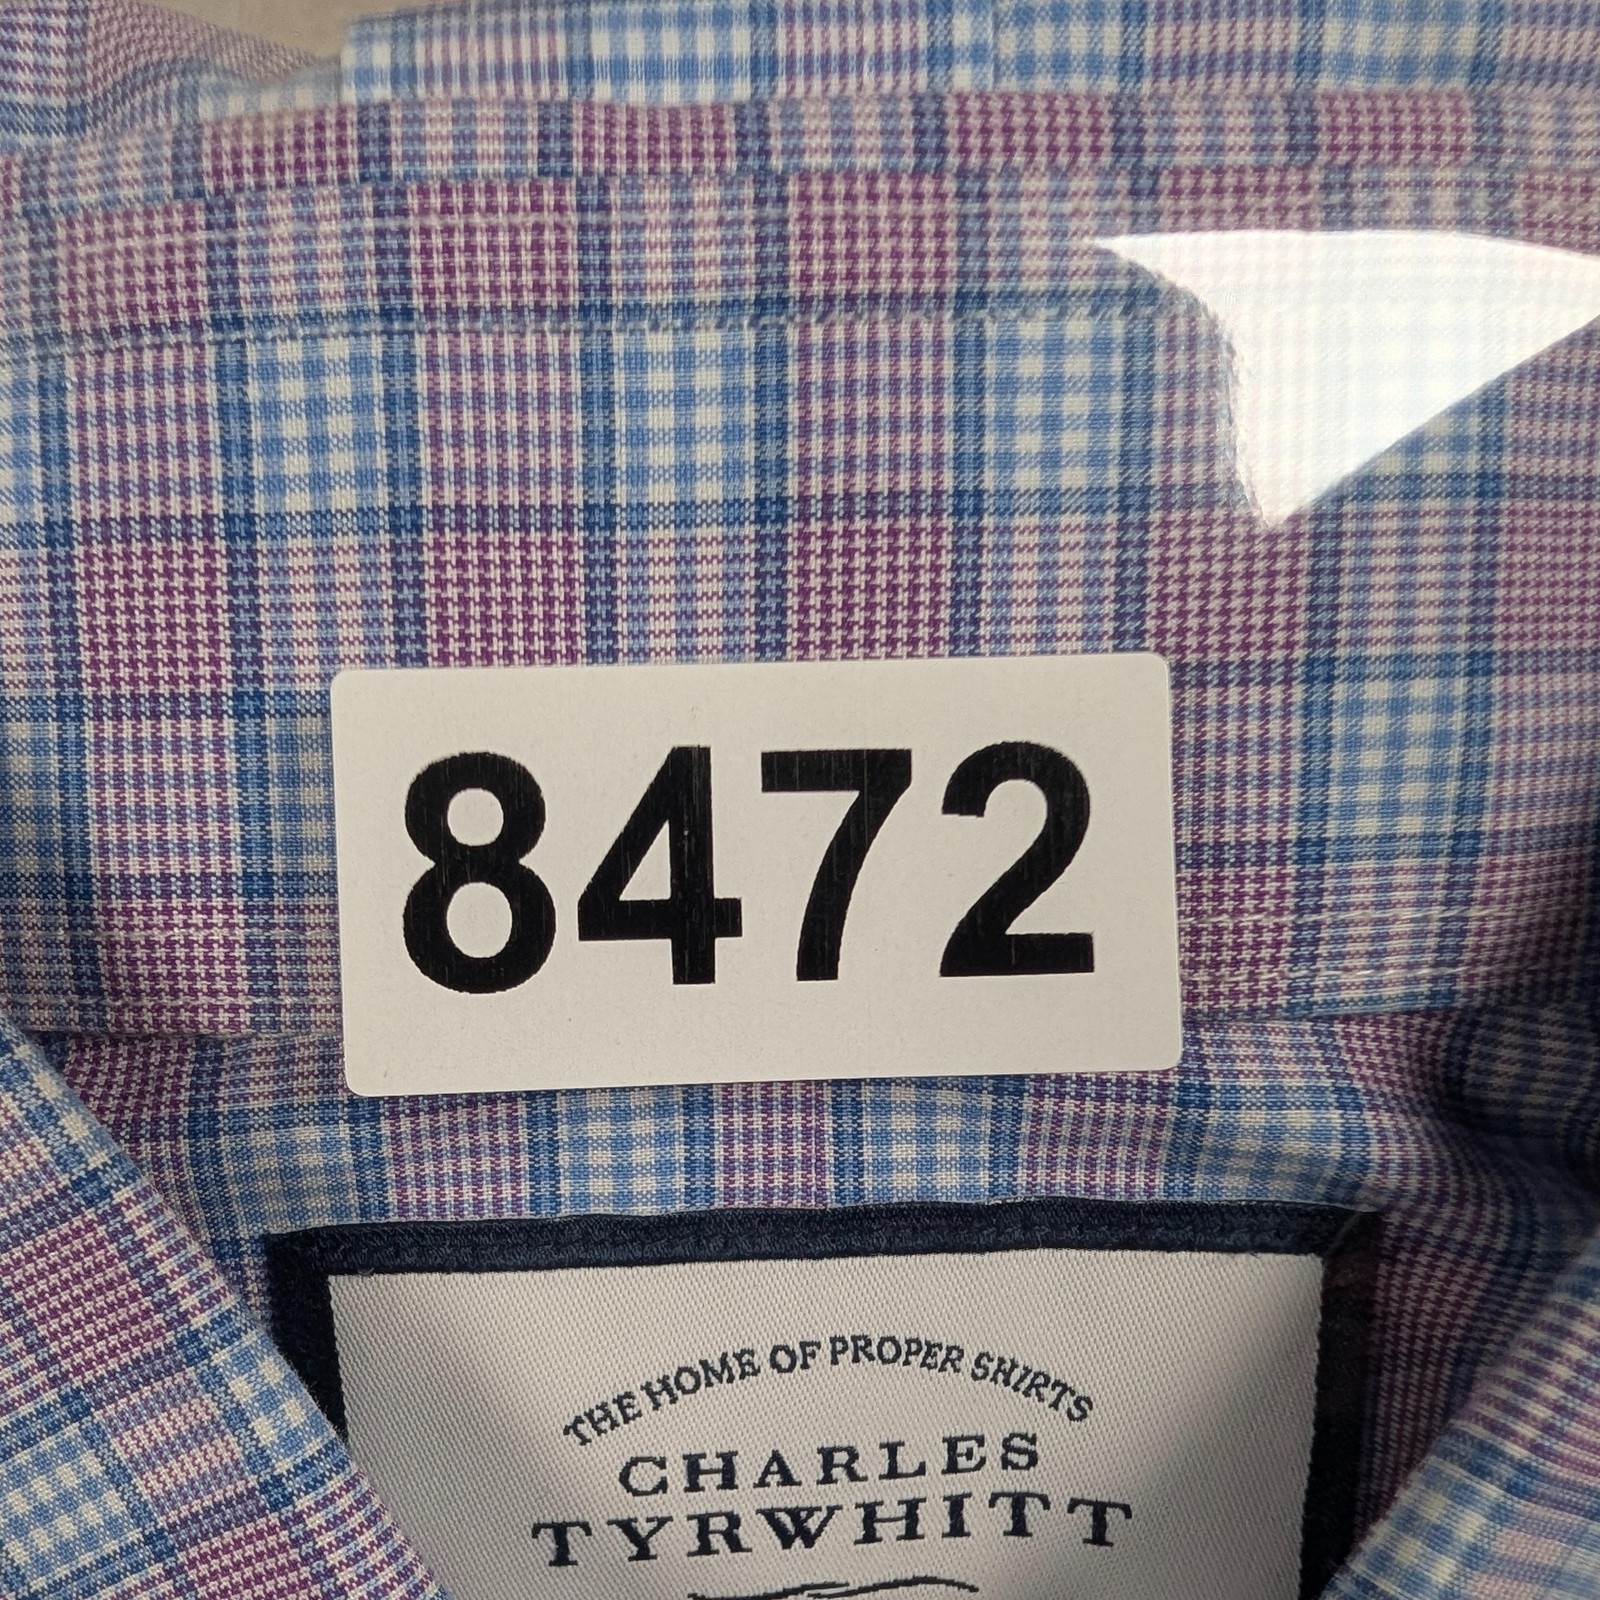 8472
THE HOME OF PROPER SHIRTS
CHARLES
TYRWHITT